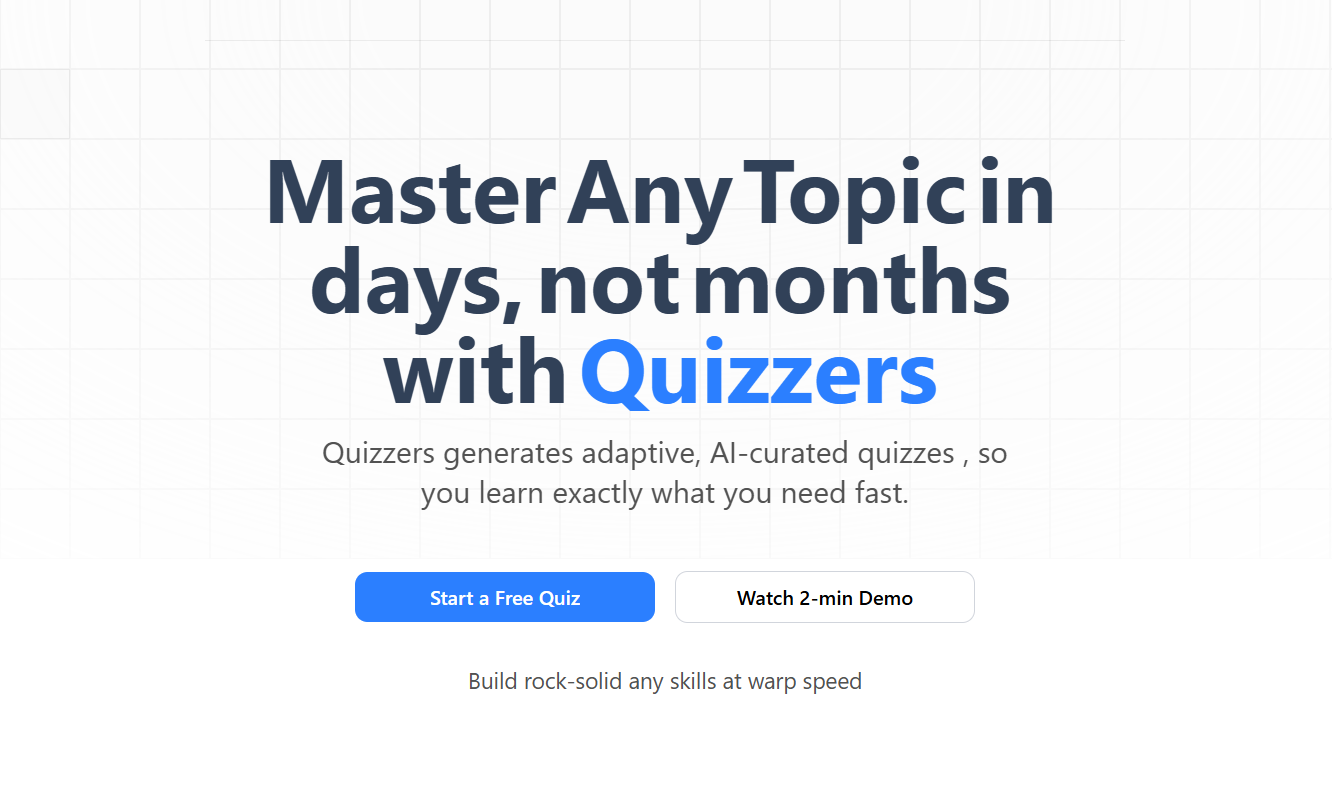 Master Any Topic in
days, not months
with Quizzers
Quizzers generates adaptive, AI-curated quizzes , so
you learn exactly what you need fast.
Start a Free Quiz
Watch 2-min Demo
Build rock-solid any skills at warp speed